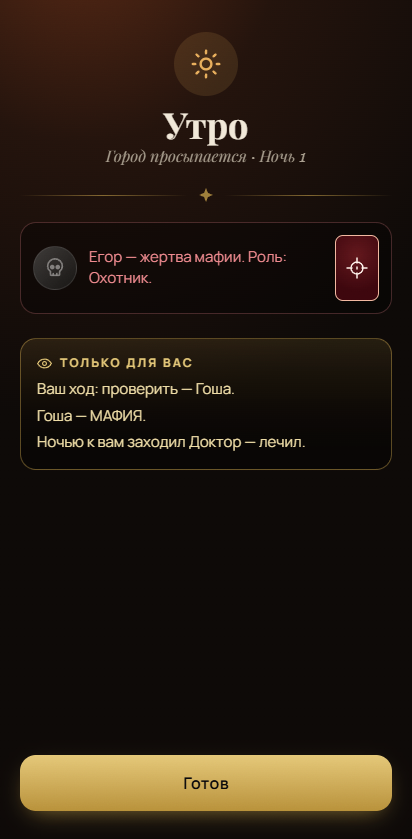 Утро
Город просыпается · Ночь 1
Егор — жертва мафии. Роль:
Охотник.
ТОЛЬКО ДЛЯ ВАС
Ваш ход: проверить — Гоша.
Гоша — МАФИЯ.
Ночью к вам заходил Доктор — лечил.
Готов